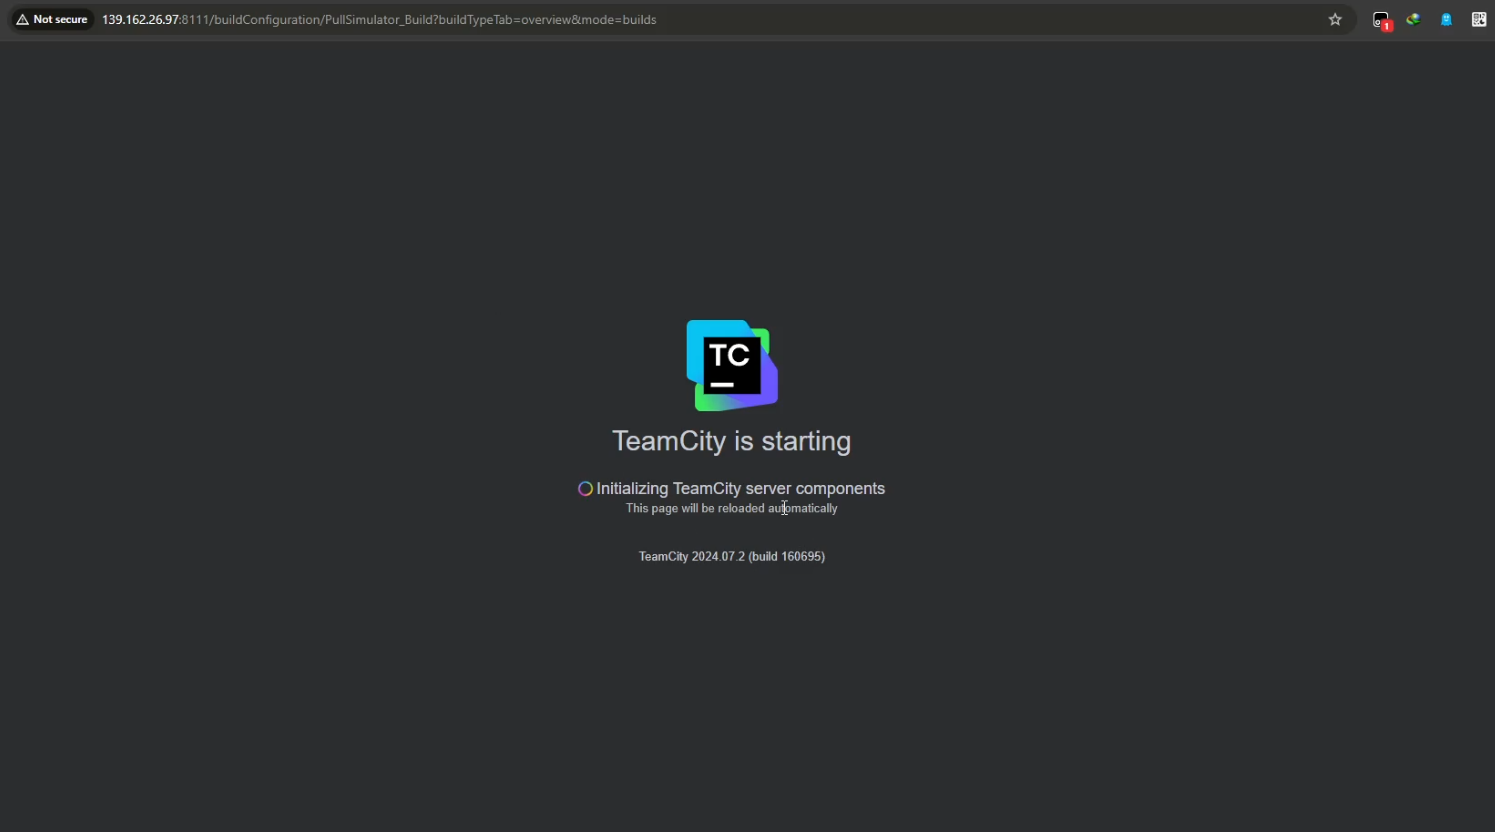 Not secure 139.162.26.97:8111/buildConfiguration/PullSimulator_Build?buildTypeTab=overview&mode=builds
1
TC
TeamCity is starting
Initializing TeamCity server components
This page will be reloaded automatically
TeamCity 2024.07.2 (build 160695)